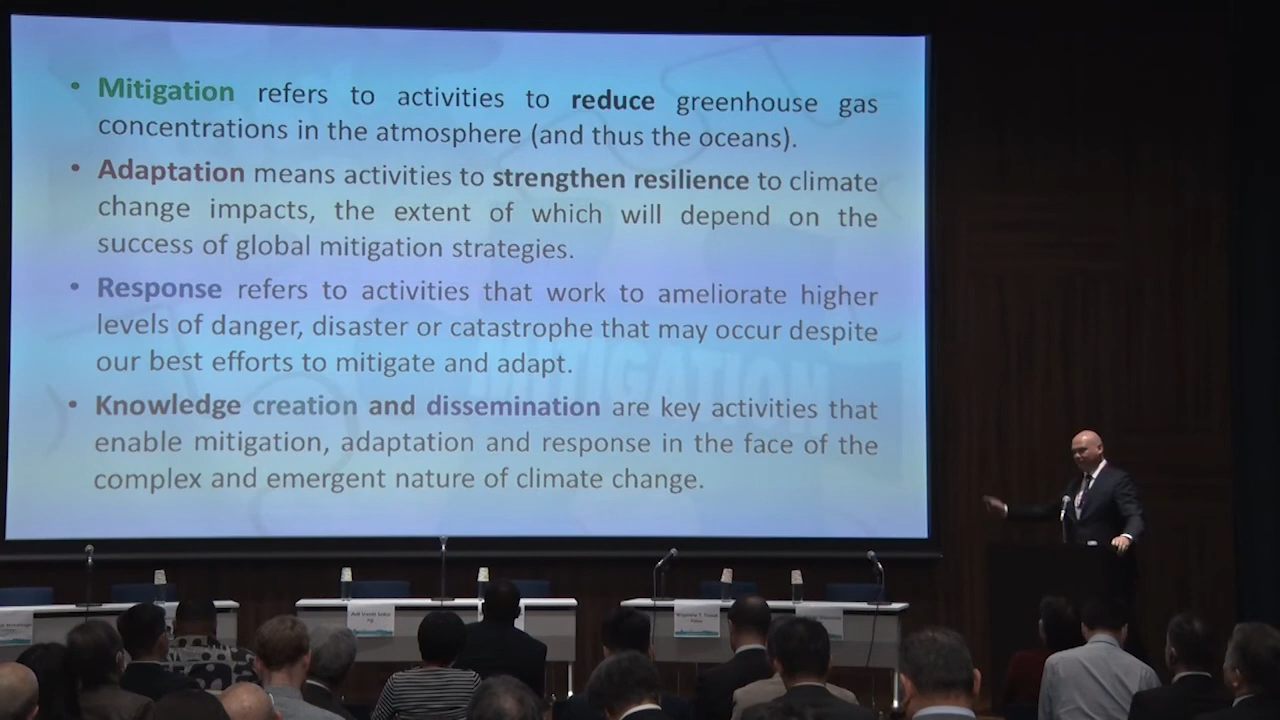 • Mitigation refers to activities to reduce greenhouse gas
concentrations in the atmosphere (and thus the oceans).
• Adaptation means activities to strengthen resilience to climate
change impacts, the extent of which will depend on the
success of global mitigation strategies.
• Response refers to activities that work to ameliorate higher
levels of danger, disaster or catastrophe that may occur despite
our best efforts to mitigate and adapt.
MITIGATION
• Knowledge creation and dissemination are key activities that
enable mitigation, adaptation and response in the face of the
complex and emergent nature of climate change.